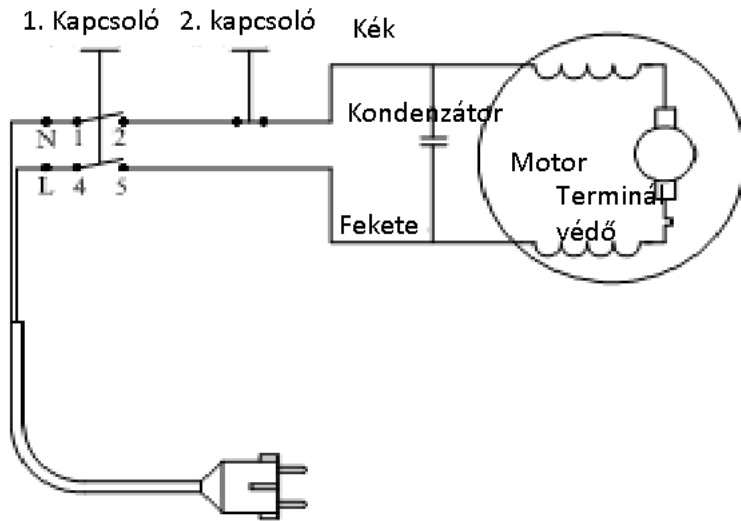 1. Kapcsoló 2. kapcsoló
Kék
N 1 2
Kondenzátor
L 4 5
Motor
Terminál
védő
Fekete